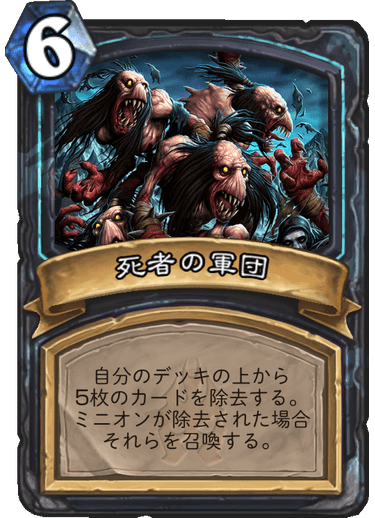 6
死者の軍団
自分のデッキの上から
5枚のカードを除去する。
ミニオンが除去された場合
それらを召喚する。